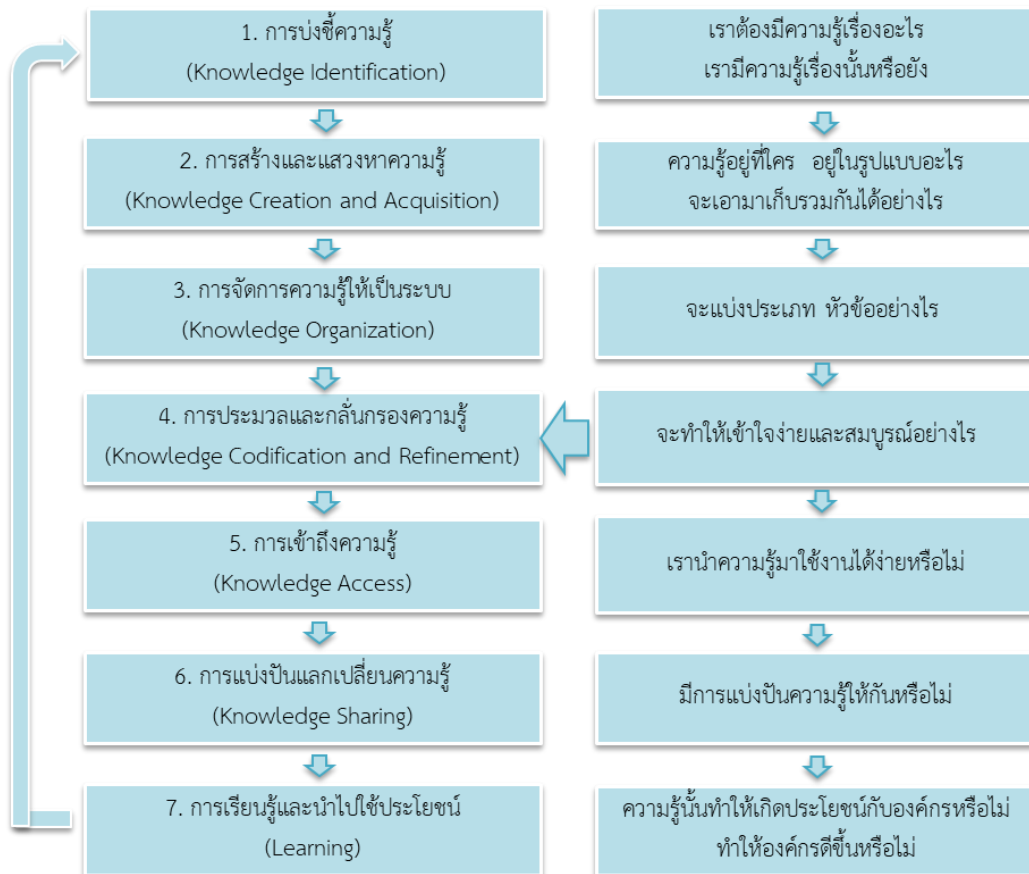 1. การบ่งชี้ความรู้
(Knowledge Identification)
เราต้องมีความรู้เรื่องอะไร
เรามีความรู้เรื่องนั้นหรือยัง
2. การสร้างและแสวงหาความรู้
(Knowledge Creation and Acquisition)
ความรู้อยู่ที่ใคร อยู่ในรูปแบบอะไร
จะเอามาเก็บรวมกันได้อย่างไร
3. การจัดการความรู้ให้เป็นระบบ
(Knowledge Organization)
จะแบ่งประเภท หัวข้ออย่างไร
4. การประมวลและกลั่นกรองความรู้
(Knowledge Codification and Refinement)
จะทำให้เข้าใจง่ายและสมบูรณ์อย่างไร
5. การเข้าถึงความรู้
(Knowledge Access)
เรานำความรู้มาใช้งานได้ง่ายหรือไม่
6. การแบ่งปันแลกเปลี่ยนความรู้
(Knowledge Sharing)
มีการแบ่งปันความรู้ให้กันหรือไม่
7. การเรียนรู้และนำไปใช้ประโยชน์
(Learning)
ความรู้นั้นทำให้เกิดประโยชน์กับองค์กรหรือไม่
ทำให้องค์กรดีขึ้นหรือไม่